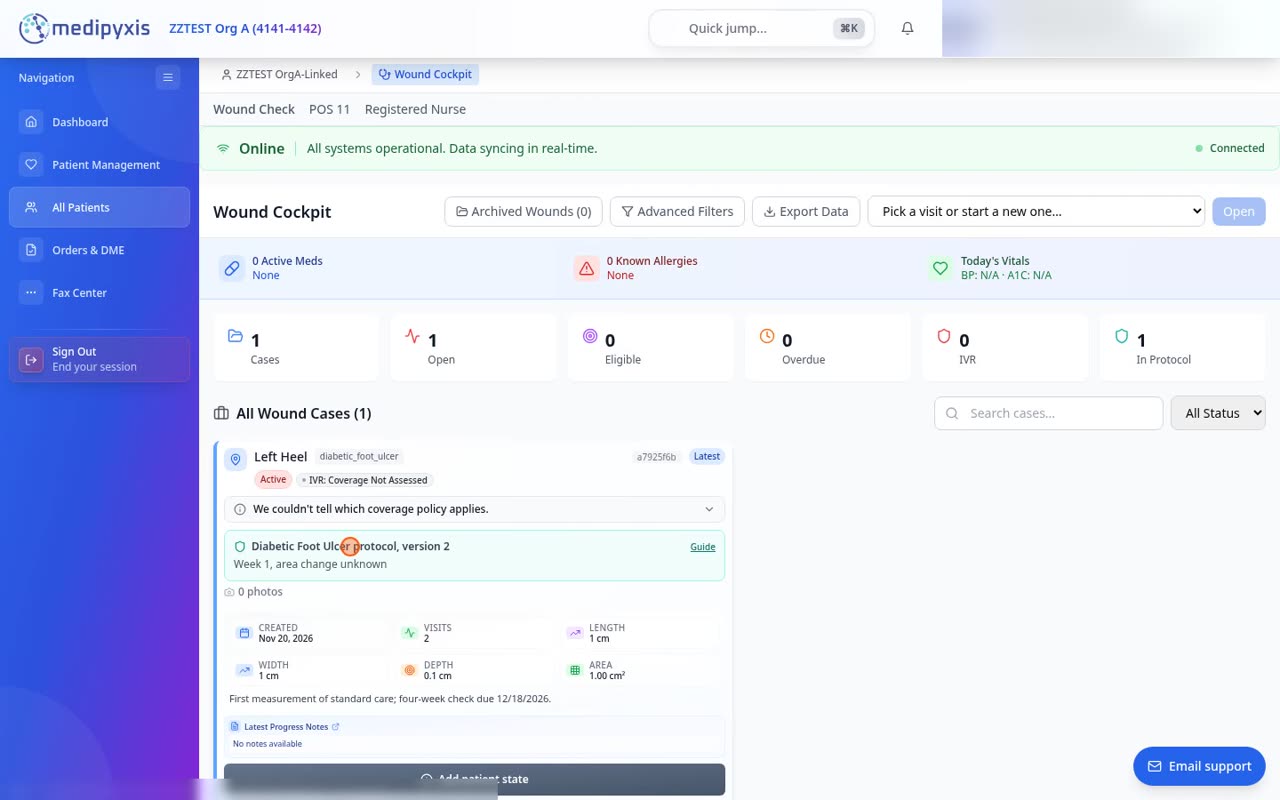 medipyxis ZZTEST Org A (4141-4142) Quick jump... ⌘K
Navigation
Dashboard
Patient Management
All Patients
Orders & DME
Fax Center
Sign Out
End your session
ZZTEST OrgA-Linked > Wound Cockpit
Wound Check POS 11 Registered Nurse
Online All systems operational. Data syncing in real-time. Connected
Wound Cockpit Archived Wounds (0) Advanced Filters Export Data Pick a visit or start a new one... Open
0 Active Meds
None
0 Known Allergies
None
Today's Vitals
BP: N/A · A1C: N/A
1
Cases
1
Open
0
Eligible
0
Overdue
0
IVR
1
In Protocol
All Wound Cases (1) Search cases... All Status
Left Heel diabetic_foot_ulcer a7925f6b Latest
Active IVR: Coverage Not Assessed
We couldn't tell which coverage policy applies.
Diabetic Foot Ulcer protocol, version 2 Guide
Week 1, area change unknown
0 photos
CREATED
Nov 20, 2026
VISITS
2
LENGTH
1 cm
WIDTH
1 cm
DEPTH
0.1 cm
AREA
1.00 cm²
First measurement of standard care; four-week check due 12/18/2026.
Latest Progress Notes
No notes available
Add patient state
Email support